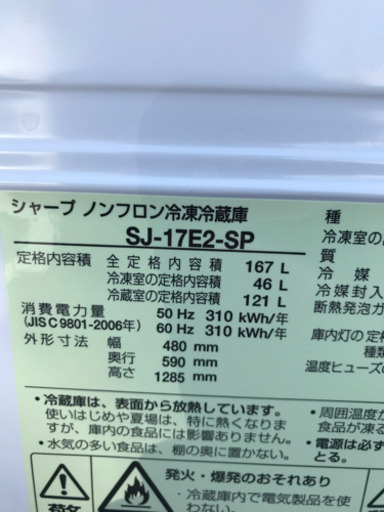 シャープ ノンフロン冷凍冷蔵庫
SJ-17E2-SP
定格内容積 全定格内容積 167 L
冷凍室の定格内容積 46 L
冷蔵室の定格内容積 121 L
消費電力量 50 Hz 310 kWh/年
(JIS C 9801-2006年) 60 Hz 310 kWh/年
外形寸法 幅 480 mm
奥行 590 mm
高さ 1285 mm
・冷蔵庫は、表面から放熱しています。
使いはじめや夏場は、特に熱くなりま
すが、庫内の食品には影響ありません。
・水気の多い食品は、棚の奥に置かない。
発火・爆発のおそれあり
冷蔵庫内で電気製品を使
わない
種
冷凍室の
質
冷媒
冷媒封入
断熱発泡ガ
庫内灯の定格
種類
温度ヒューズの
・周囲温度が
食品が凍る
・電源は必ず